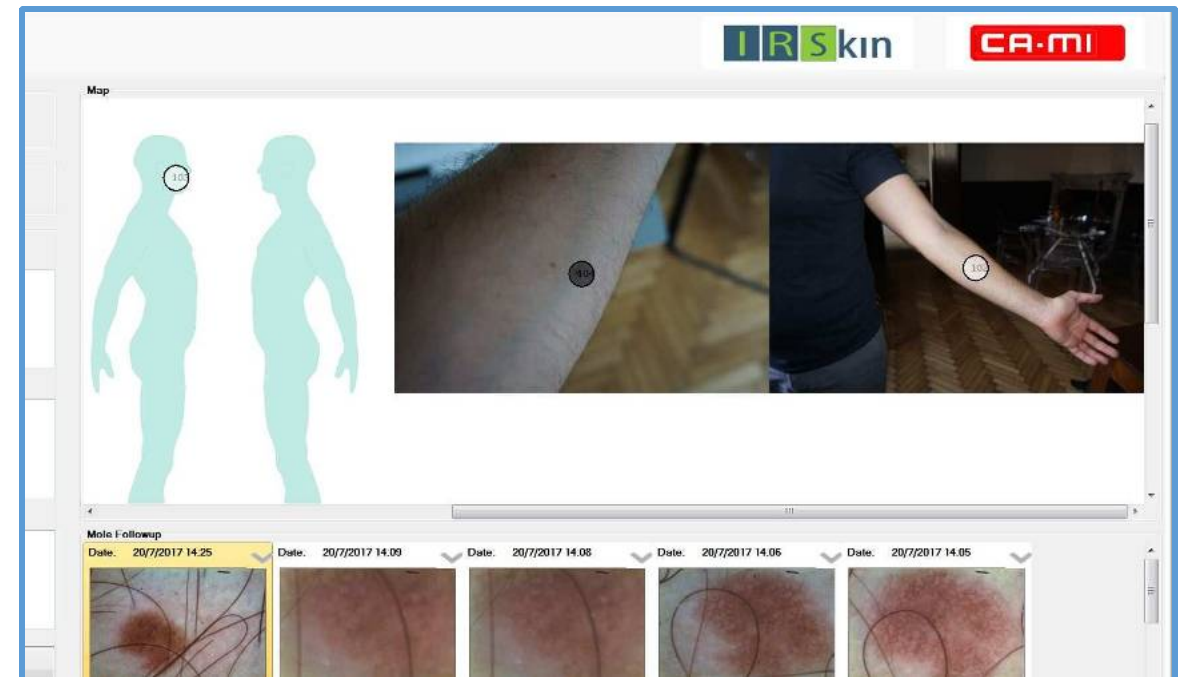 IRSkin
CA-MI
Map
103
104
102
Mole Followup
Date: 20/7/2017 14.25
Date: 20/7/2017 14.09
Date: 20/7/2017 14.08
Date: 20/7/2017 14.06
Date: 20/7/2017 14.05